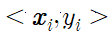 < x_i, y_i >